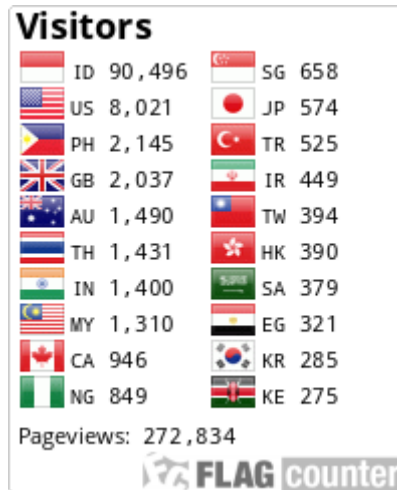 Visitors
ID 90,496 SG 658
US 8,021 JP 574
PH 2,145 TR 525
GB 2,037 IR 449
AU 1,490 TW 394
TH 1,431 HK 390
IN 1,400 SA 379
MY 1,310 EG 321
CA 946 KR 285
NG 849 KE 275
Pageviews: 272,834
FC FLAG counter